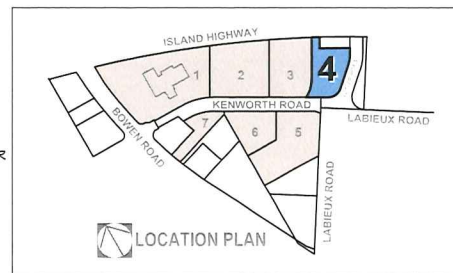 ISLAND HIGHWAY
1
2
3
4
KENWORTH ROAD
LABIEUX ROAD
BOWEN ROAD
7
6
5
LABIEUX ROAD
LOCATION PLAN